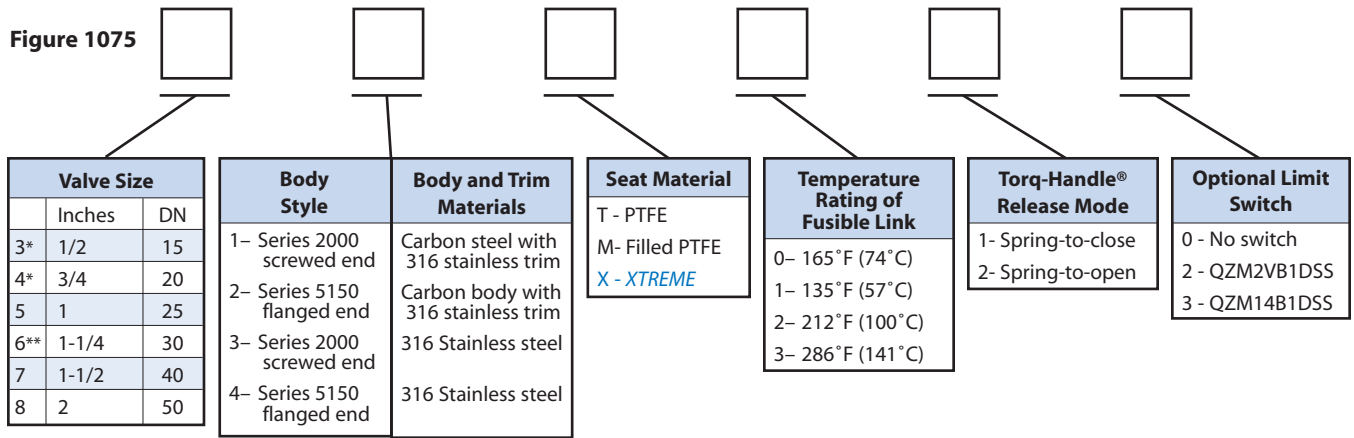 Figure 1075
Valve Size
Inches DN
3* 1/2 15
4* 3/4 20
5 1 25
6** 1-1/4 30
7 1-1/2 40
8 2 50
Body
Style
1– Series 2000
screwed end
2– Series 5150
flanged end
3– Series 2000
screwed end
4– Series 5150
flanged end
Body and Trim
Materials
Carbon steel with
316 stainless trim
Carbon body with
316 stainless trim
316 Stainless steel
316 Stainless steel
Seat Material
T - PTFE
M- Filled PTFE
X - XTREME
Temperature
Rating of
Fusible Link
0– 165˚F (74˚C)
1– 135˚F (57˚C)
2– 212˚F (100˚C)
3– 286˚F (141˚C)
Torq-Handle®
Release Mode
1- Spring-to-close
2- Spring-to-open
Optional Limit
Switch
0 - No switch
2 - QZM2VB1DSS
3 - QZM14B1DSS